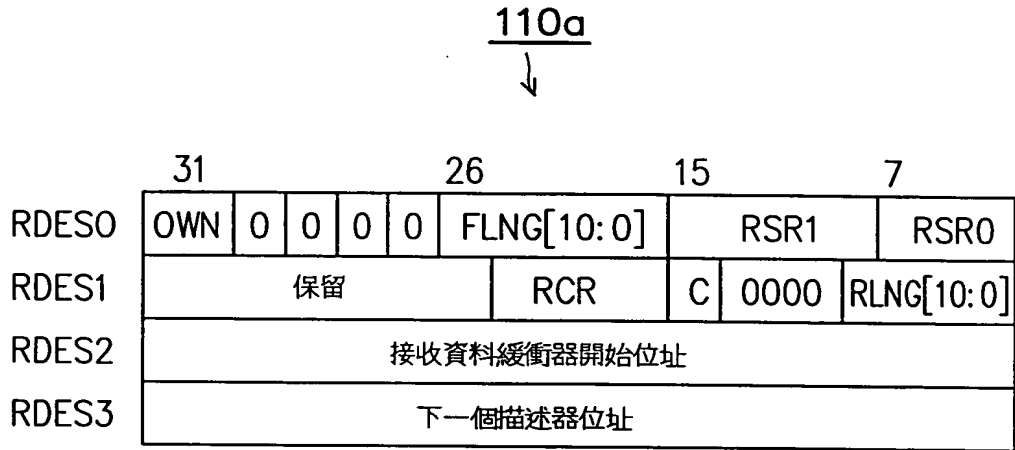 110a
31 26 15 7
RDES0 OWN 0 0 0 0 FLNG[10:0] RSR1 RSR0
RDES1 保留 RCR C 0000 RLNG[10:0]
RDES2 接收資料緩衝器開始位址
RDES3 下一個描述器位址